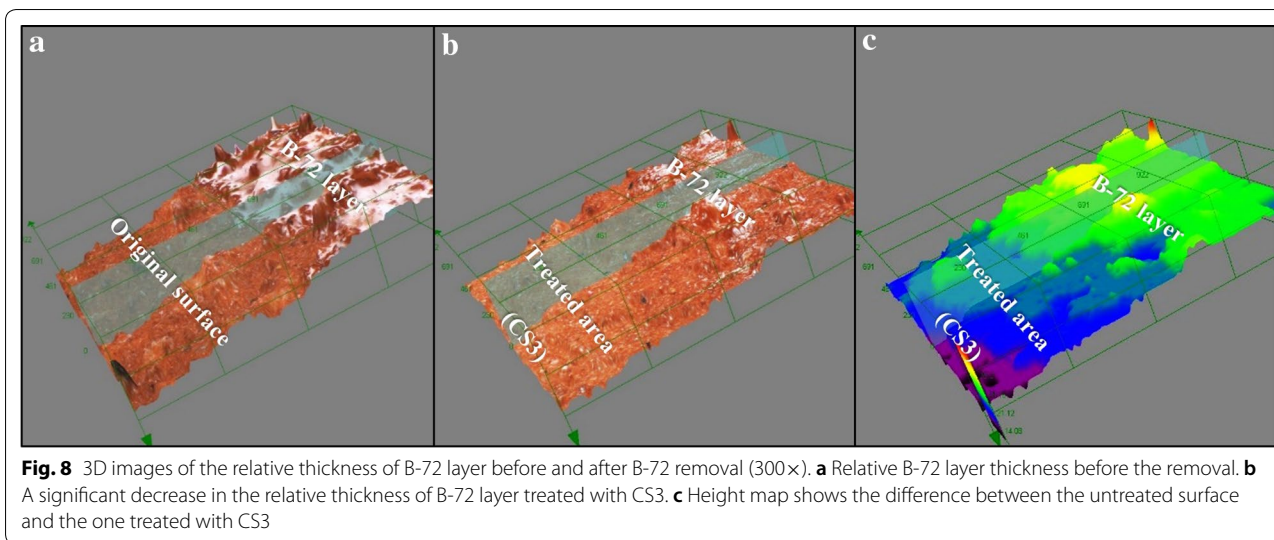 a
B-72 layer
Original surface
b
B-72 layer
Treated area
(CS3)
c
B-72 layer
Treated area
(CS3)
Fig. 8 3D images of the relative thickness of B-72 layer before and after B-72 removal (300×). a Relative B-72 layer thickness before the removal. b
A significant decrease in the relative thickness of B-72 layer treated with CS3. c Height map shows the difference between the untreated surface
and the one treated with CS3